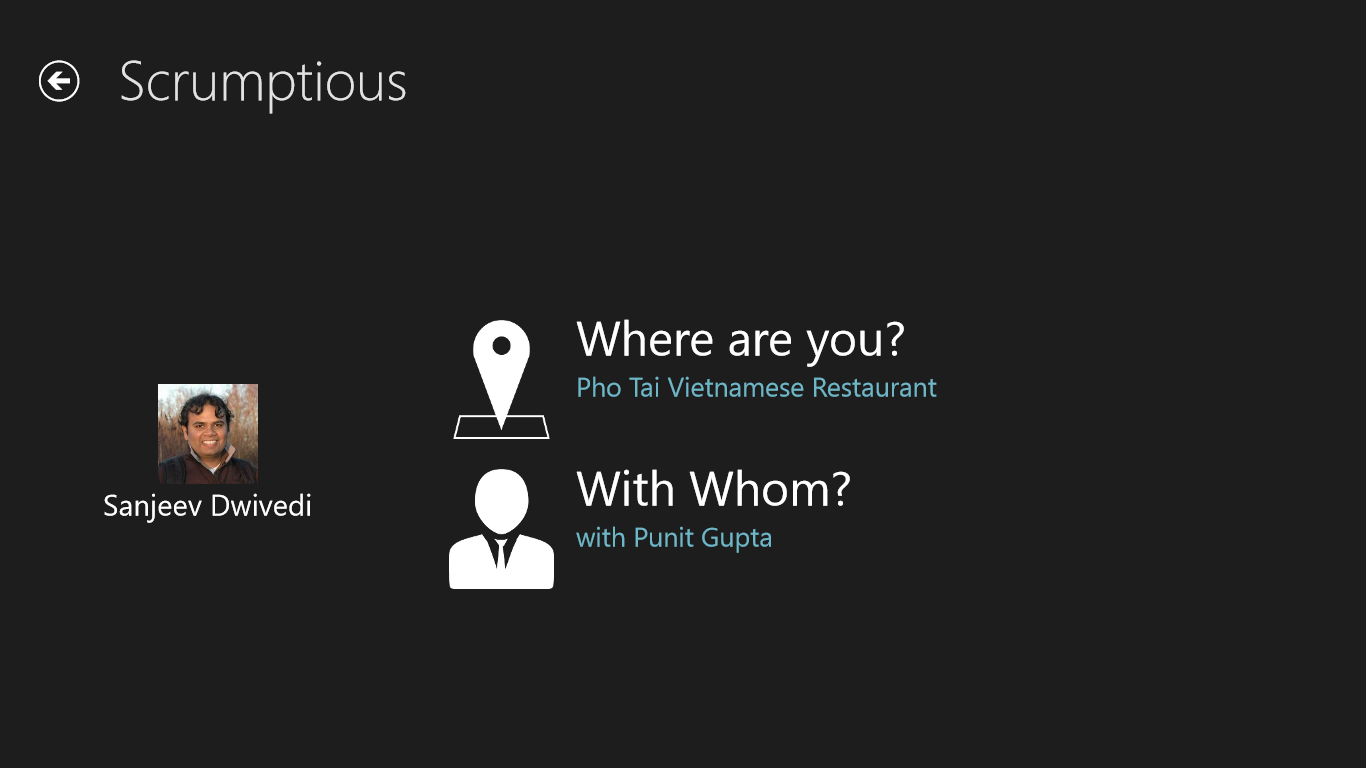 Scrumptious
Where are you?
Pho Tai Vietnamese Restaurant
Sanjeev Dwivedi
With Whom?
with Punit Gupta